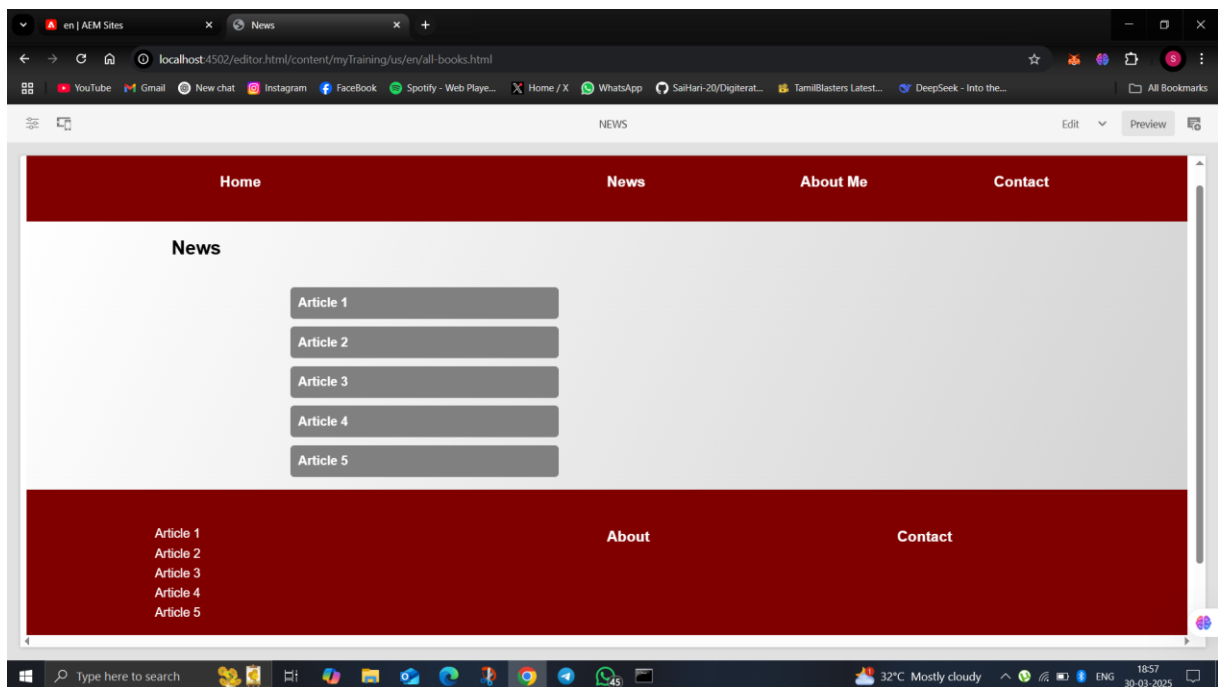 en | AEM Sites
News
localhost:4502/editor.html/content/myTraining/us/en/all-books.html
S
YouTube Gmail New chat Instagram FaceBook Spotify - Web Playe... Home / X WhatsApp SaiHari-20/Digiterat... TamilBlasters Latest... DeepSeek - Into the... All Bookmarks
NEWS Edit Preview
Home News About Me Contact
News
Article 1
Article 2
Article 3
Article 4
Article 5
Article 1
Article 2
Article 3
Article 4
Article 5
About Contact
Type here to search 45 32°C Mostly cloudy ENG 18:57
30-03-2025